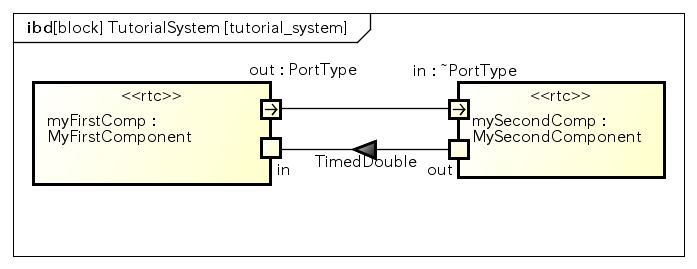 ibd[block] TutorialSystem [tutorial_system]
out : PortType
in : ~PortType
<<rtc>>
myFirstComp :
MyFirstComponent
<<rtc>>
mySecondComp :
MySecondComponent
TimedDouble
in
out